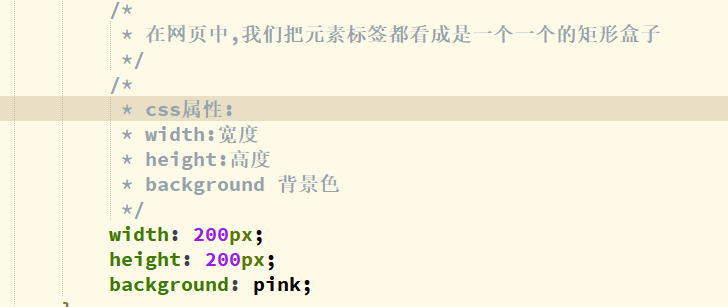 /*
* 在网页中,我们把元素标签都看成是一个一个的矩形盒子
*/
/*
* css属性:
* width:宽度
* height:高度
* background 背景色
*/
width: 200px;
height: 200px;
background: pink;
}